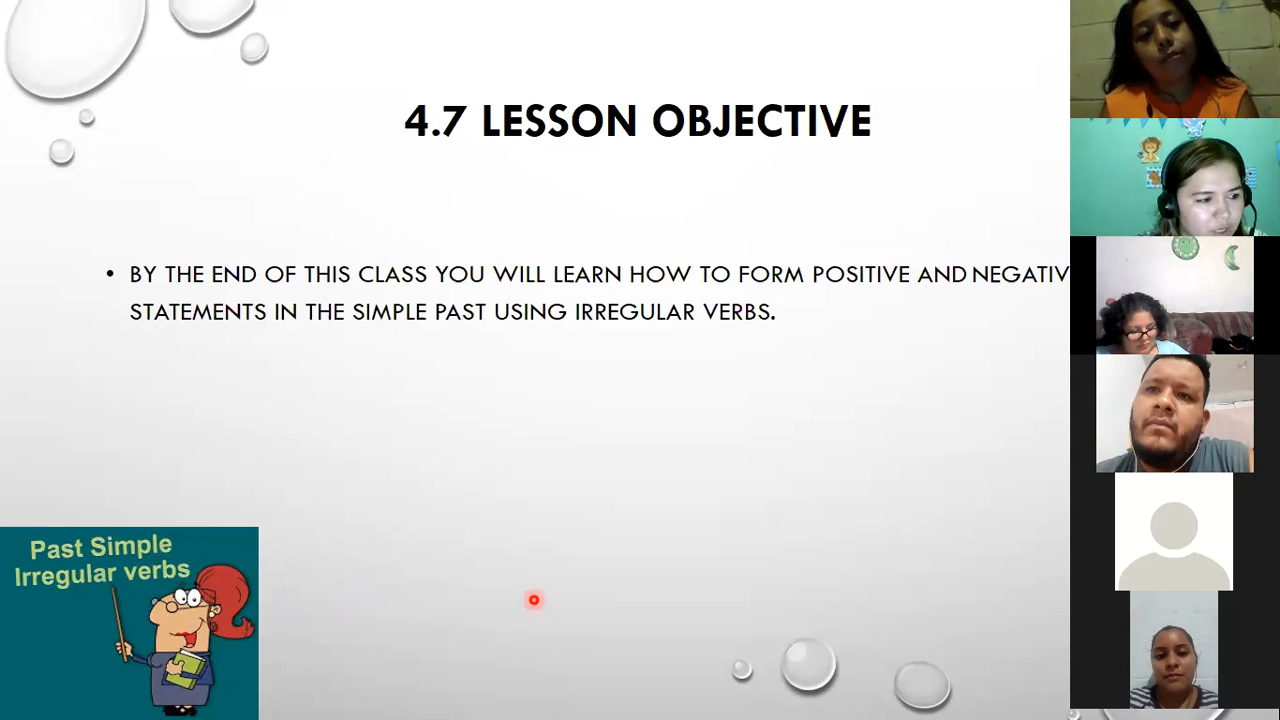 4.7 LESSON OBJECTIVE
• BY THE END OF THIS CLASS YOU WILL LEARN HOW TO FORM POSITIVE AND NEGATIV
STATEMENTS IN THE SIMPLE PAST USING IRREGULAR VERBS.
Past Simple
Irregular verbs